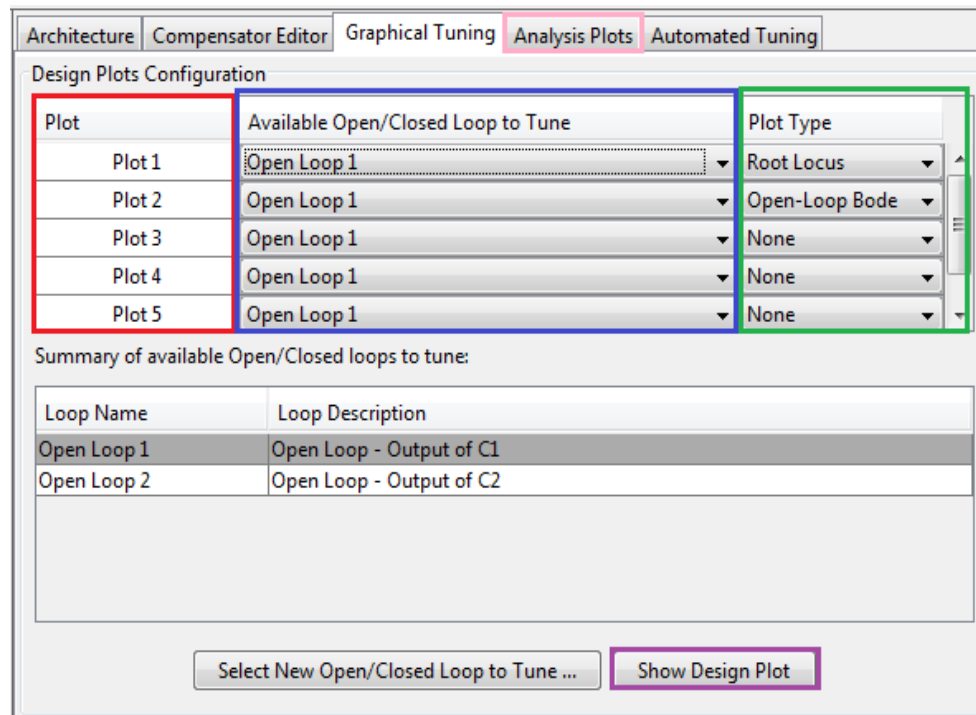 Architecture Compensator Editor Graphical Tuning Analysis Plots Automated Tuning
Design Plots Configuration
Plot Available Open/Closed Loop to Tune Plot Type
Plot 1 Open Loop 1 Root Locus
Plot 2 Open Loop 1 Open-Loop Bode
Plot 3 Open Loop 1 None
Plot 4 Open Loop 1 None
Plot 5 Open Loop 1 None
Summary of available Open/Closed loops to tune:
Loop Name Loop Description
Open Loop 1 Open Loop - Output of C1
Open Loop 2 Open Loop - Output of C2
Select New Open/Closed Loop to Tune ... Show Design Plot